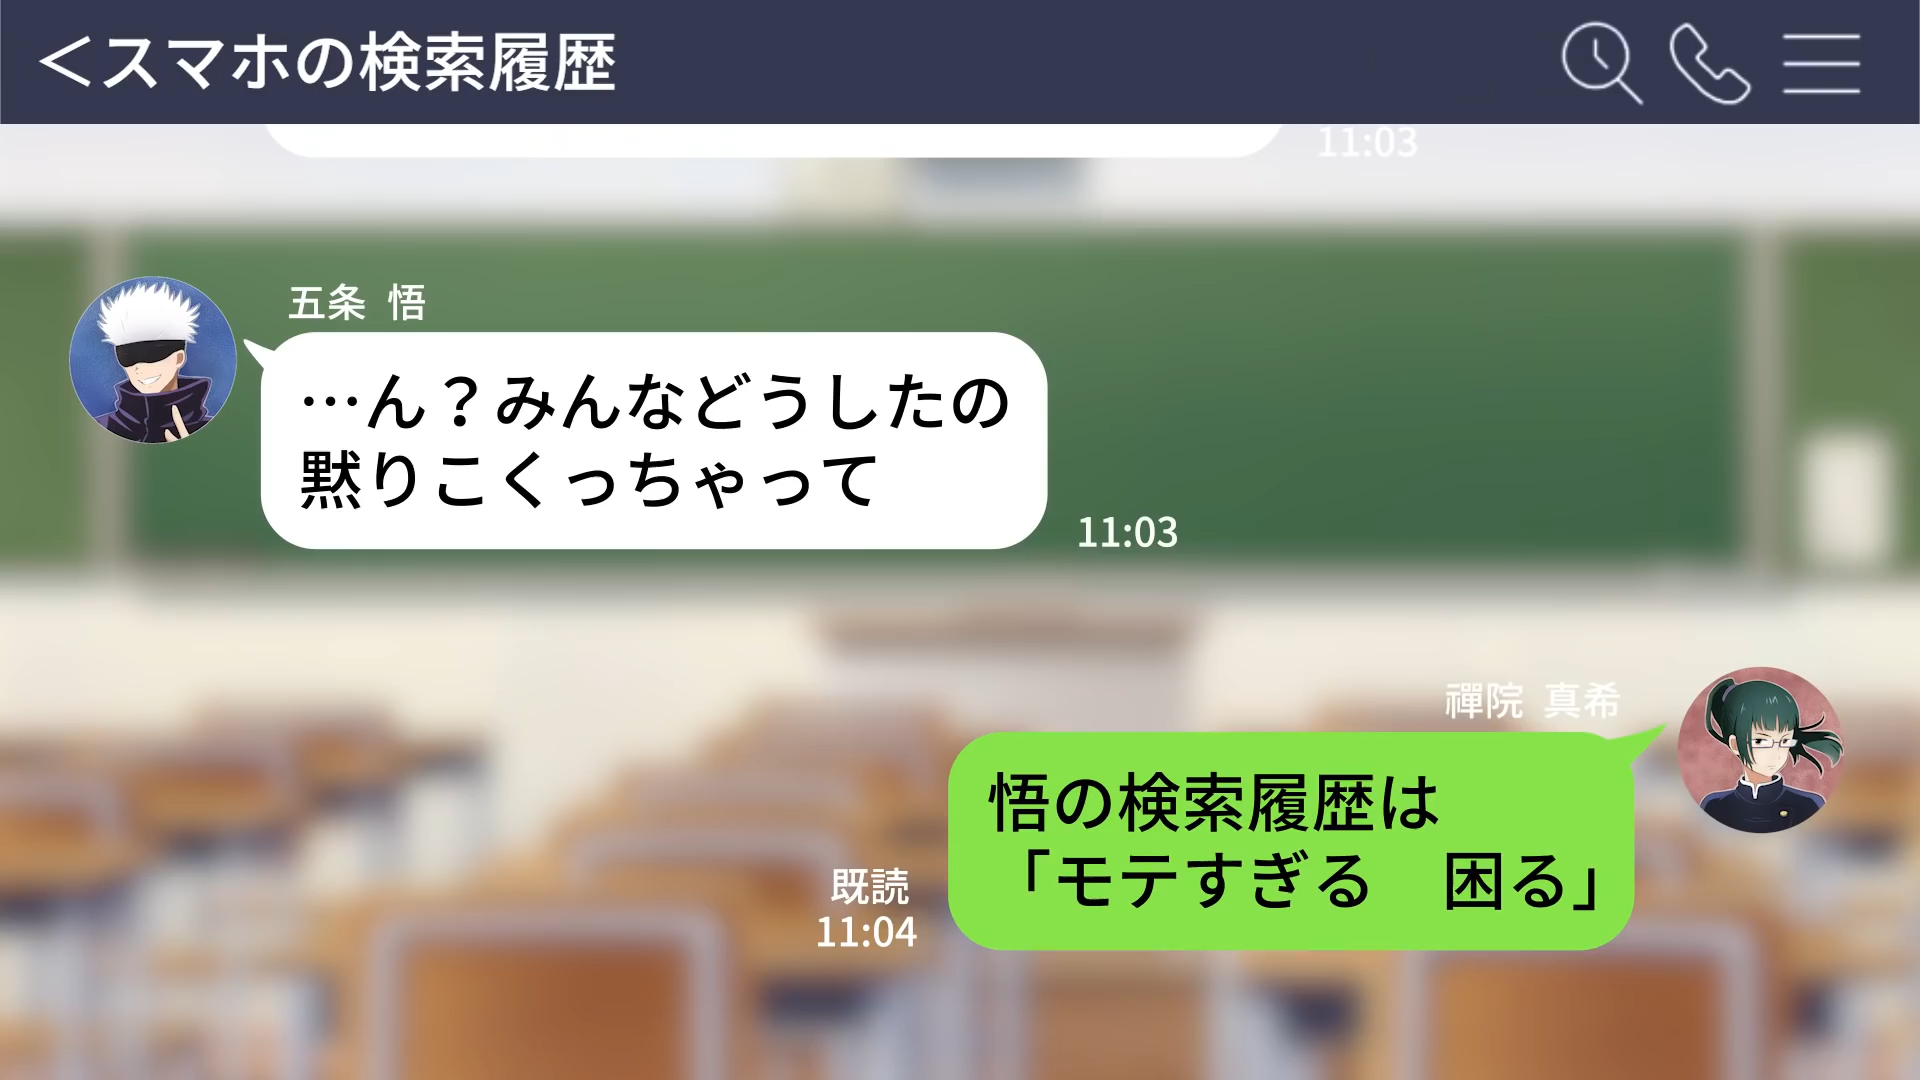 ＜スマホの検索履歴
11:03
五条 悟
…ん？みんなどうしたの
黙りこくっちゃって
11:03
禪院 真希
悟の検索履歴は
「モテすぎる　困る」
既読
11:04